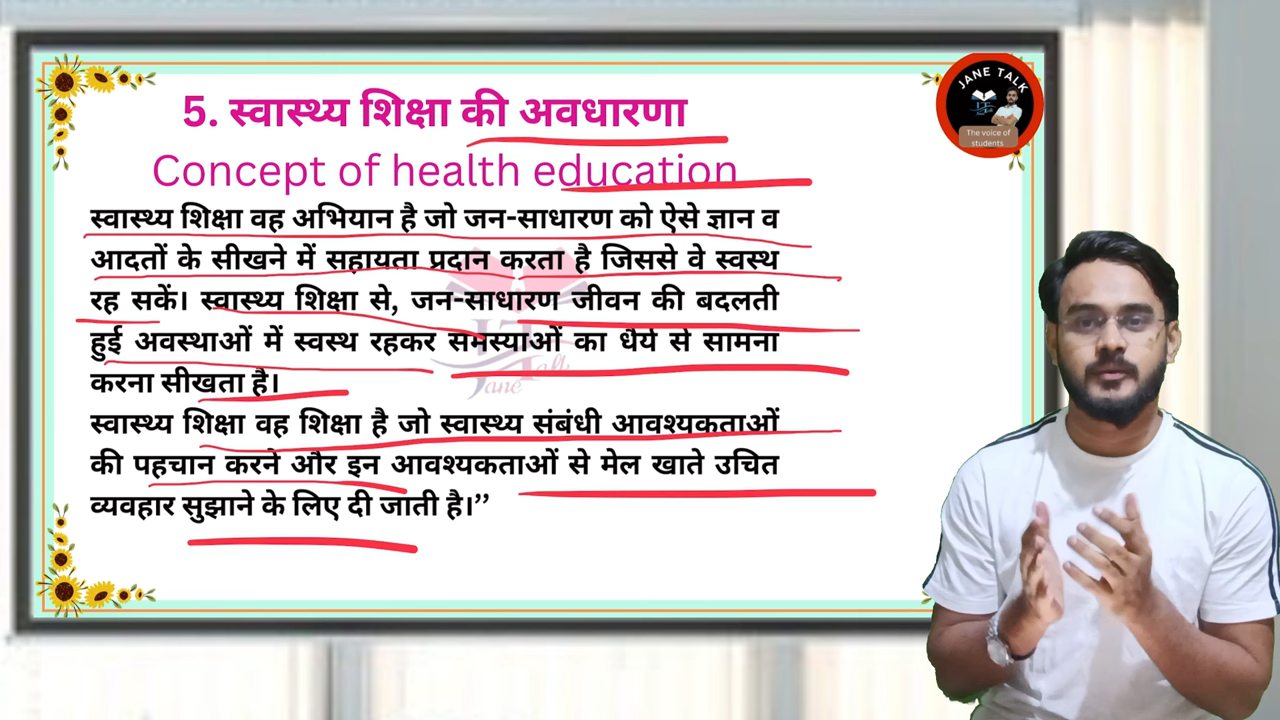 5. स्वास्थ्य शिक्षा की अवधारणा
Concept of health education
स्वास्थ्य शिक्षा वह अभियान है जो जन-साधारण को ऐसे ज्ञान व
आदतों के सीखने में सहायता प्रदान करता है जिससे वे स्वस्थ
रह सकें। स्वास्थ्य शिक्षा से, जन-साधारण जीवन की बदलती
हुई अवस्थाओं में स्वस्थ रहकर समस्याओं का धैर्य से सामना
करना सीखता है।
स्वास्थ्य शिक्षा वह शिक्षा है जो स्वास्थ्य संबंधी आवश्यकताओं
की पहचान करने और इन आवश्यकताओं से मेल खाते उचित
व्यवहार सुझाने के लिए दी जाती है।”
JANE TALK
The voice of
students
Jane Talk